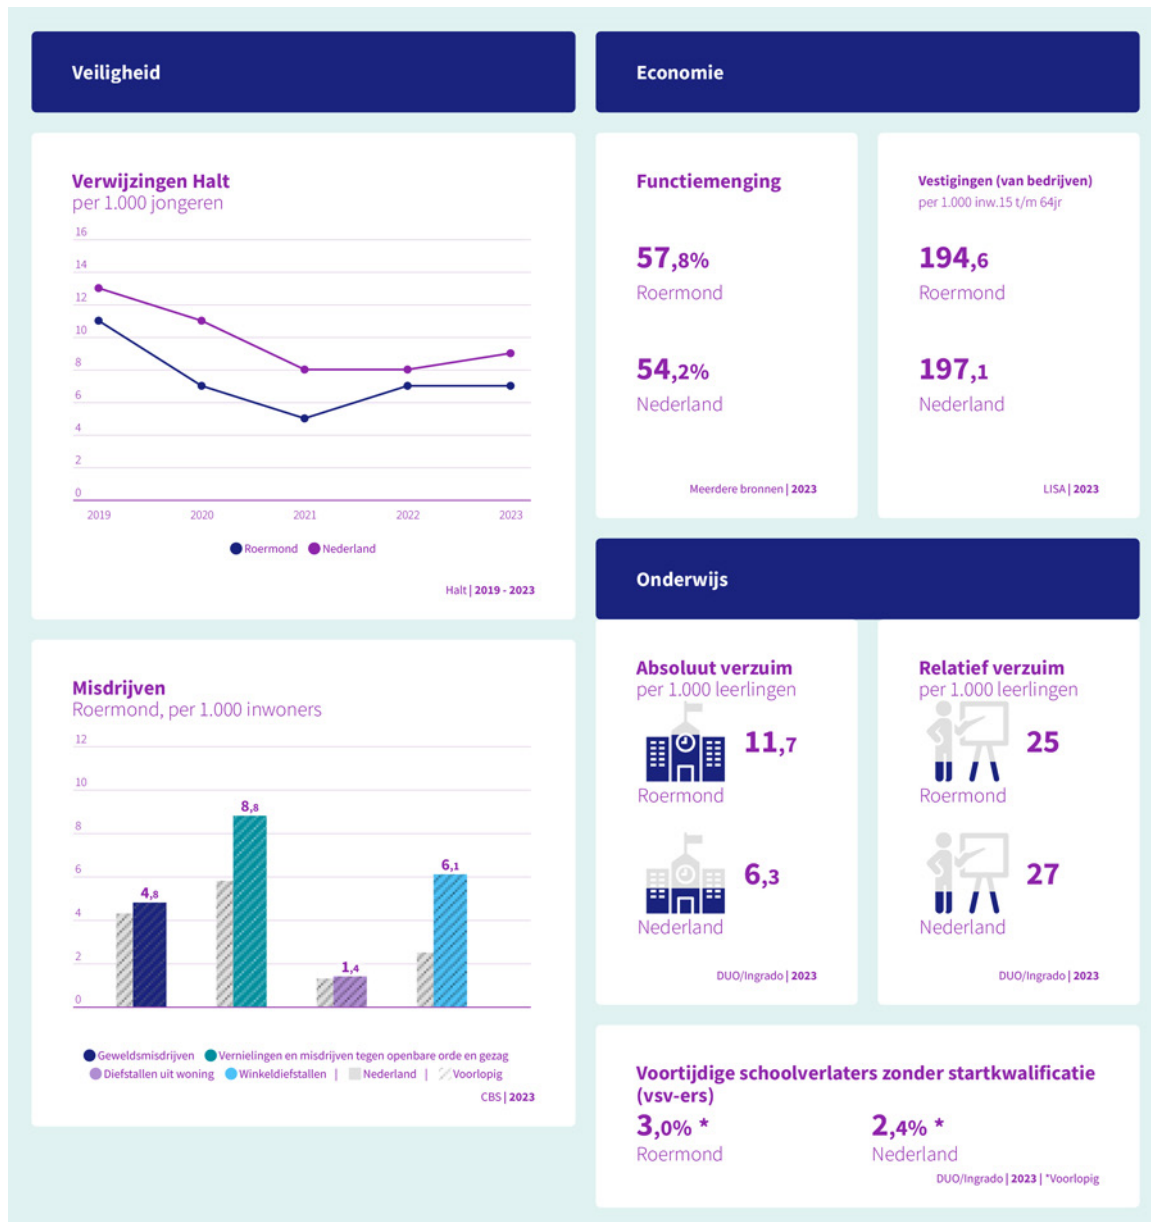 Veiligheid
Verwijzingen Halt
per 1.000 jongeren
16
14
12
10
8
6
4
2
0
2019 2020 2021 2022 2023
Roermond Nederland
Halt | 2019 - 2023
Misdrijven
Roermond, per 1.000 inwoners
12
10
8
6
4
2
0
4,8
8,8
1,4
6,1
Geweldsmisdrijven Vernielingen en misdrijven tegen openbare orde en gezag
Diefstallen uit woning Winkeldiefstallen | Nederland | Voorlopig
CBS | 2023
Economie
Functiemenging
57,8%
Roermond
54,2%
Nederland
Meerdere bronnen | 2023
Vestigingen (van bedrijven)
per 1.000 inw.15 t/m 64jr
194,6
Roermond
197,1
Nederland
LISA | 2023
Onderwijs
Absoluut verzuim
per 1.000 leerlingen
11,7
Roermond
6,3
Nederland
DUO/Ingrado | 2023
Relatief verzuim
per 1.000 leerlingen
25
Roermond
27
Nederland
DUO/Ingrado | 2023
Voortijdige schoolverlaters zonder startkwalificatie
(vsv-ers)
3,0% *
Roermond
2,4% *
Nederland
DUO/Ingrado | 2023 | *Voorlopig